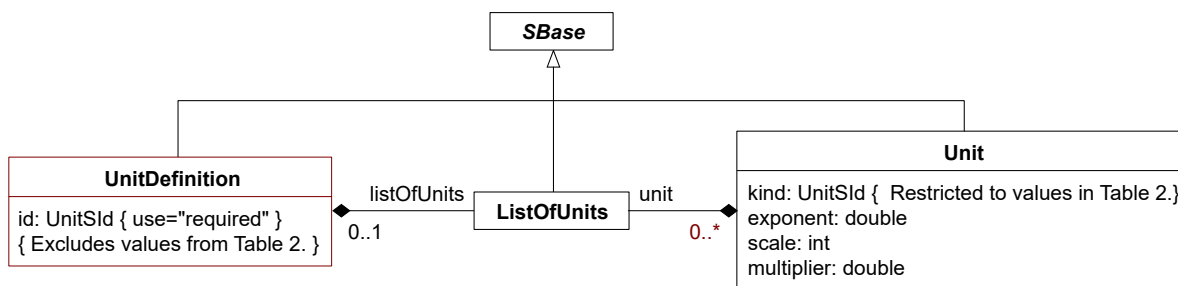 SBase
UnitDefinition
id: UnitSId { use="required" }
{ Excludes values from Table 2. }
listOfUnits
0..1
ListOfUnits
unit
0..*
Unit
kind: UnitSId {  Restricted to values in Table 2.}
exponent: double
scale: int
multiplier: double